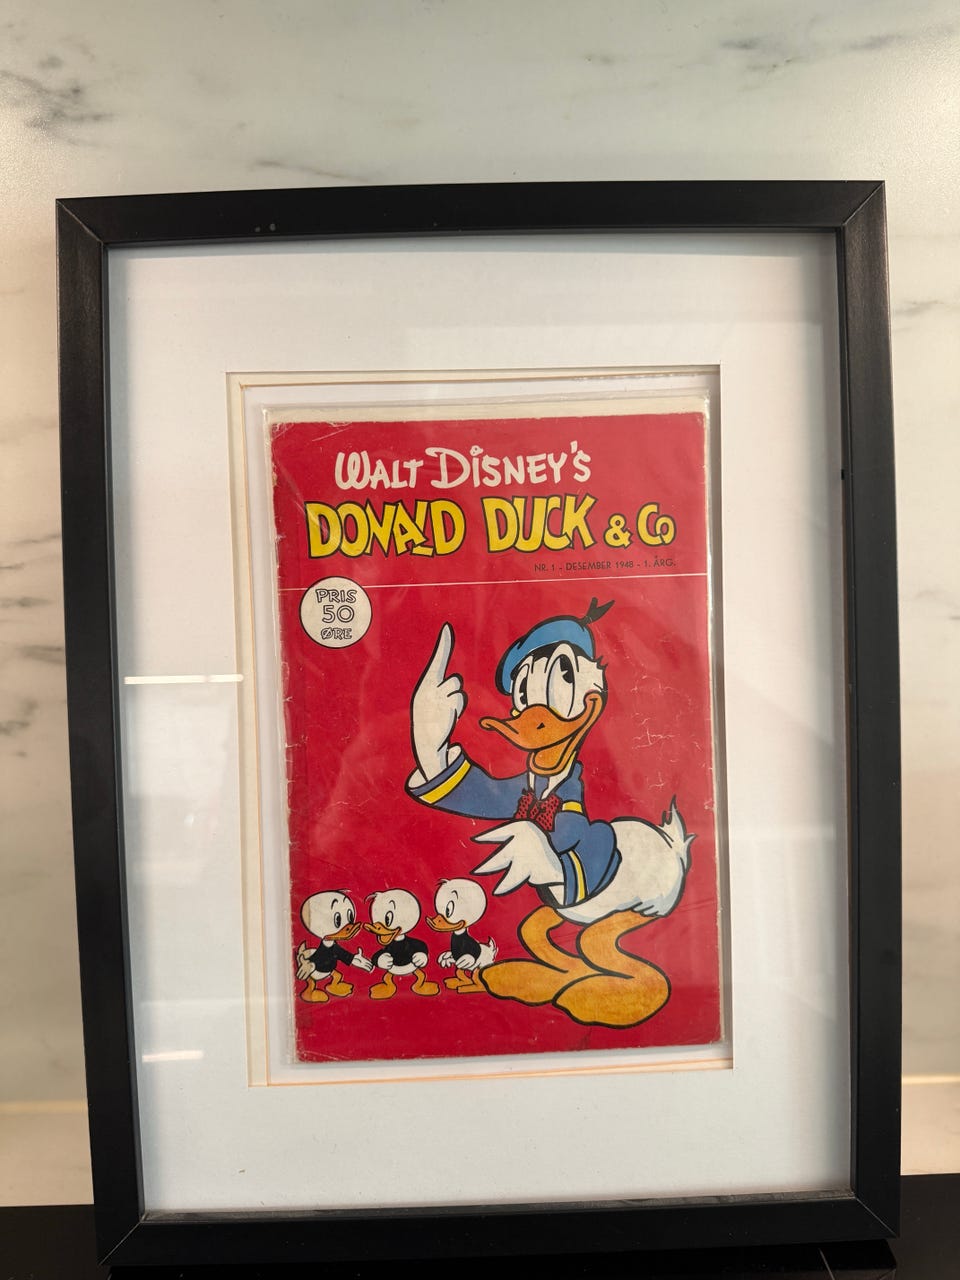 WALT DISNEY'S
DONALD DUCK & CO
NR. 1 - DESEMBER 1948 - 1. ÅRG.
PRIS
50
ØRE